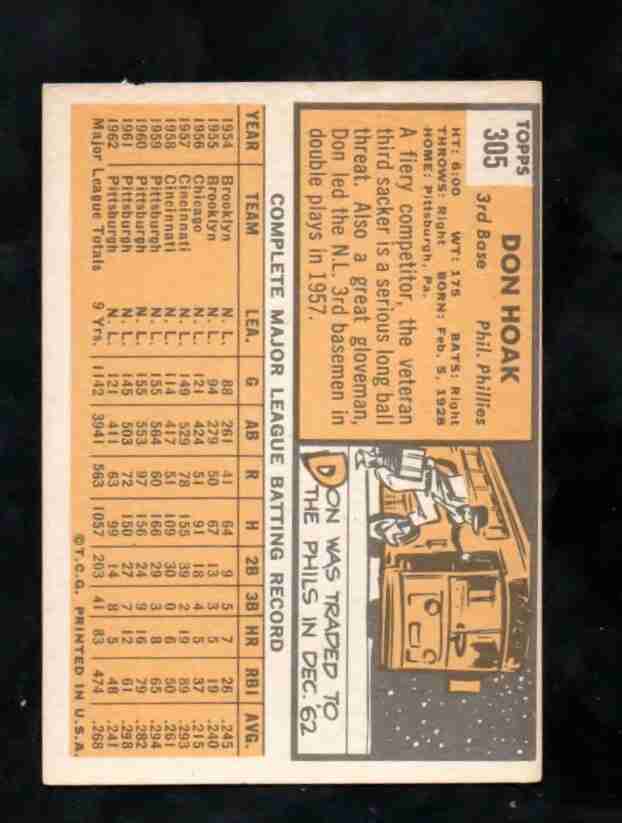 TOPPS
305
DON HOAK
3rd Base Phil. Phillies
HT: 6:00 WT: 175 BATS: Right
THROWS: Right BORN: Feb. 5, 1928
HOME: Pittsburgh, Pa.
A fiery competitor, the veteran
third sacker is a serious long ball
threat. Also a great gloveman,
Don led the N.L. 3rd basemen in
double plays in 1957.
DON WAS TRADED TO
THE PHILS IN DEC. '62
COMPLETE MAJOR LEAGUE BATTING RECORD
YEAR TEAM LEA. G AB R H 2B 3B HR RBI AVG.
1954 Brooklyn N. L. 88 261 41 64 9 5 7 26 .245
1955 Brooklyn N. L. 94 279 50 67 13 3 5 19 .240
1956 Chicago N. L. 121 424 51 91 18 4 5 37 .215
1957 Cincinnati N. L. 149 529 78 155 39 2 19 89 .293
1958 Cincinnati N. L. 114 417 51 109 30 0 6 50 .261
1959 Pittsburgh N. L. 155 564 60 166 29 3 8 65 .294
1960 Pittsburgh N. L. 155 553 97 156 24 9 16 79 .282
1961 Pittsburgh N. L. 145 503 72 150 27 7 12 61 .298
1962 Pittsburgh N. L. 121 411 63 99 14 8 5 48 .241
Major League Totals 9 Yrs. 1142 3941 563 1057 203 41 83 474 .268
©T.C.G. PRINTED IN U.S.A.